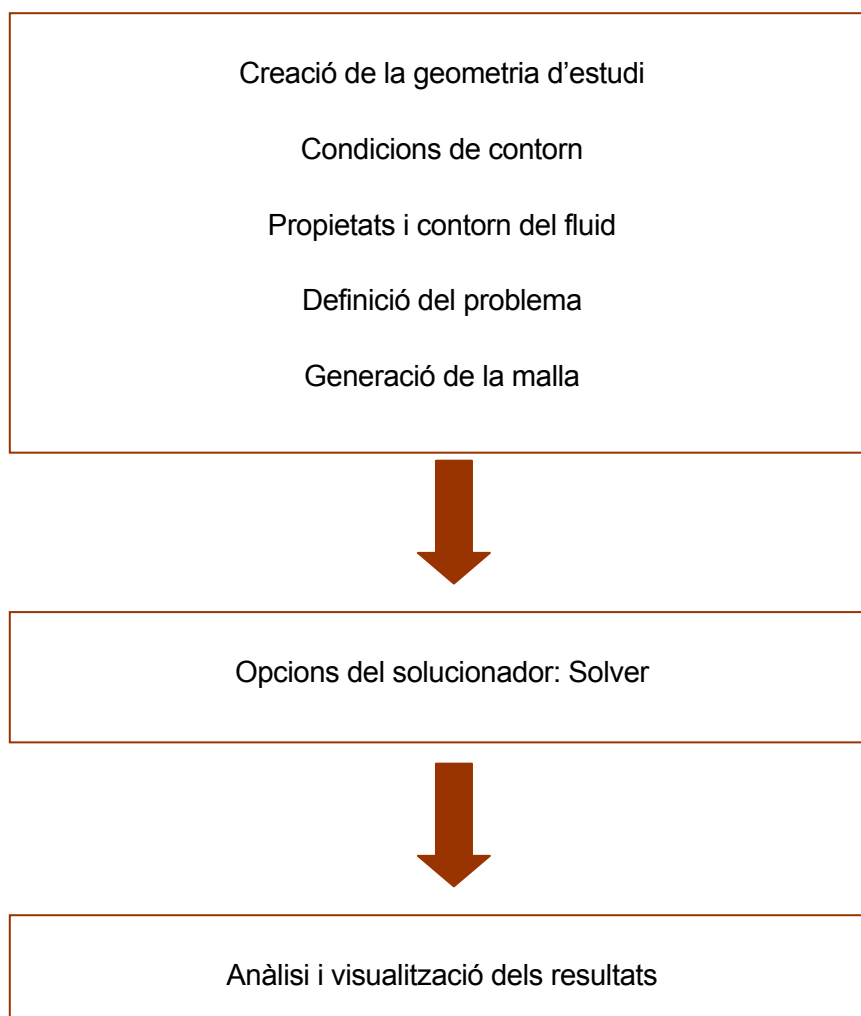 Creació de la geometria d’estudi
Condicions de contorn
Propietats i contorn del fluid
Definició del problema
Generació de la malla
Opcions del solucionador: Solver
Anàlisi i visualització dels resultats